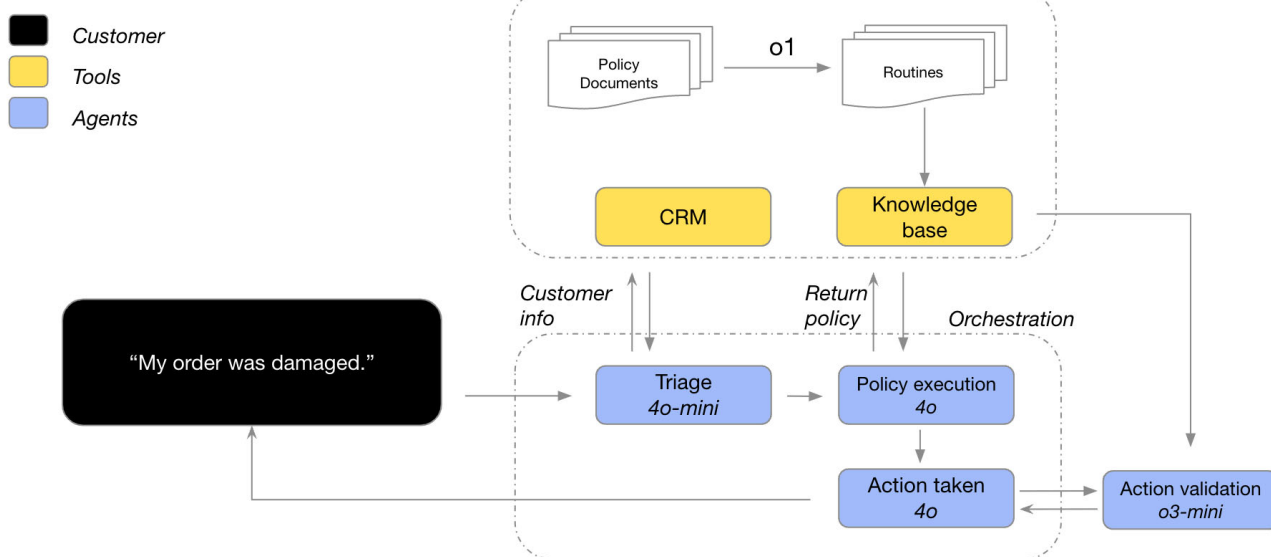 Customer
Tools
Agents
Policy
Documents
o1
Routines
CRM
Knowledge
base
Customer
info
Return
policy
Orchestration
“My order was damaged.”
Triage
4o-mini
Policy execution
4o
Action taken
4o
Action validation
o3-mini